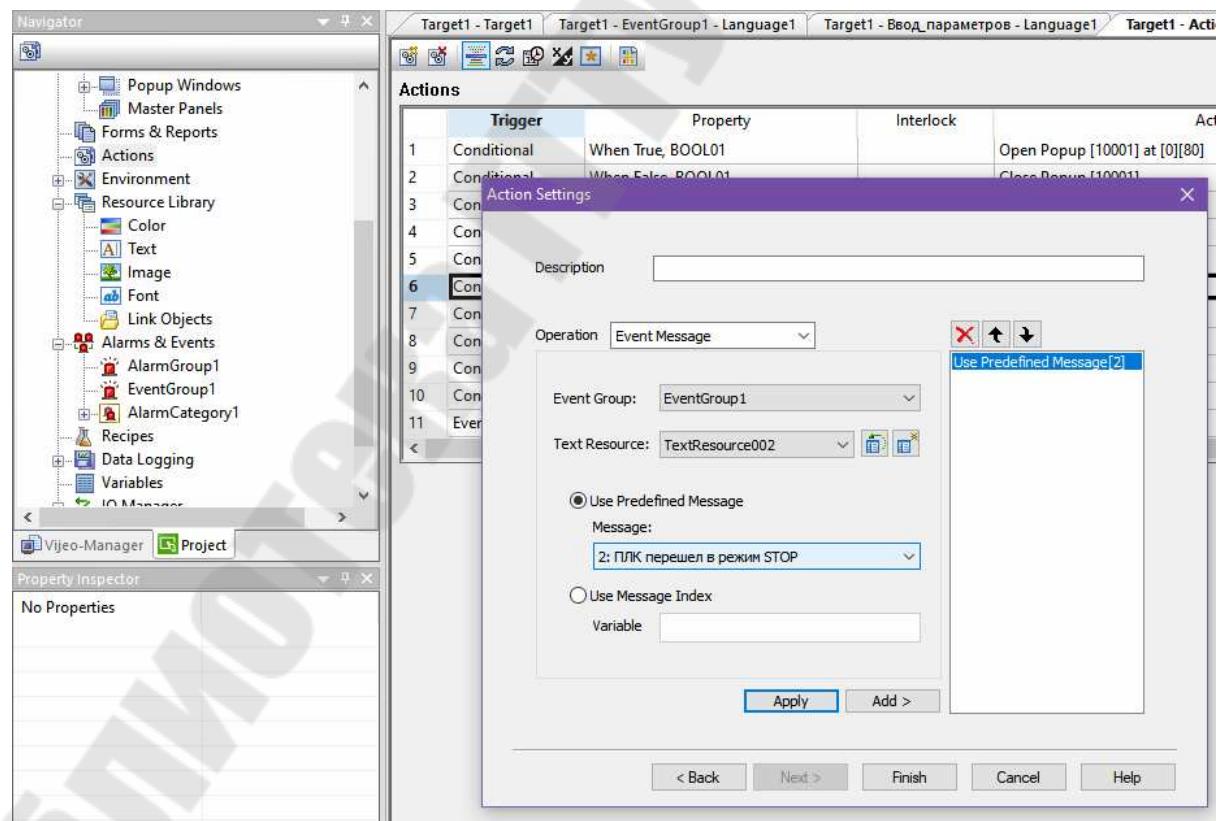 Navigator
Popup Windows
Master Panels
Forms & Reports
Actions
Environment
Resource Library
Color
Text
Image
Font
Link Objects
Alarms & Events
AlarmGroup1
EventGroup1
AlarmCategory1
Recipes
Data Logging
Variables
IO Manager
Vijeo-Manager Project
Property Inspector
No Properties
Target1 - Target1 Target1 - EventGroup1 - Language1 Target1 - Ввод_параметров - Language1 Target1 - Acti
Actions
Trigger Property Interlock Act
1 Conditional When True, BOOL01 Open Popup [10001] at [0][80]
2 Conditional When False, BOOL01 Close Popup [10001]
3 Con
4 Con
5 Con
6 Con
7 Con
8 Con
9 Con
10 Con
11 Ever
Action Settings
Description
Operation Event Message
Use Predefined Message[2]
Event Group: EventGroup1
Text Resource: TextResource002
Use Predefined Message
Message:
2: ПЛК перешел в режим STOP
Use Message Index
Variable
Apply Add >
< Back Next > Finish Cancel Help